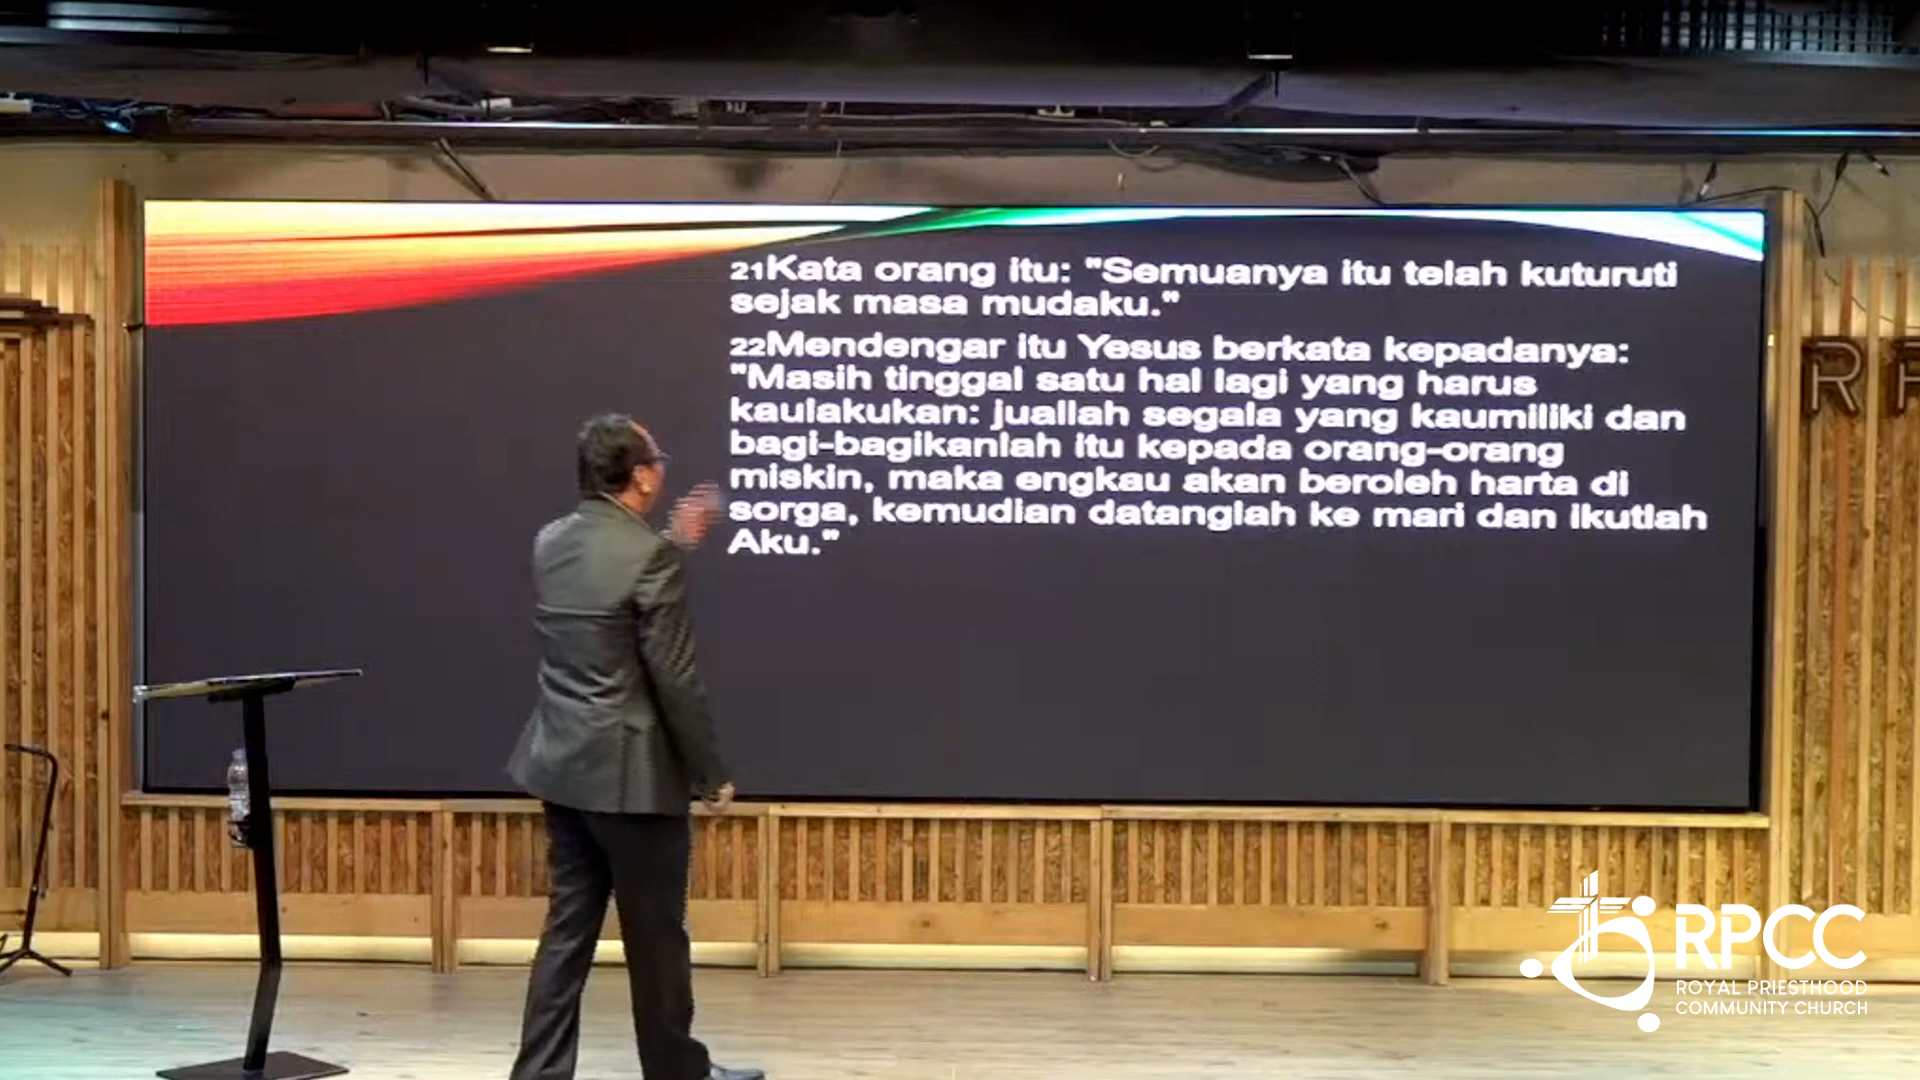 21Kata orang itu: "Semuanya itu telah kuturuti
sejak masa mudaku."
22Mendengar itu Yesus berkata kepadanya:
"Masih tinggal satu hal lagi yang harus
kaulakukan: juallah segala yang kaumiliki dan
bagi-bagikanlah itu kepada orang-orang
miskin, maka engkau akan beroleh harta di
sorga, kemudian datanglah ke mari dan ikutlah
Aku."
R P
RPCC
ROYAL PRIESTHOOD
COMMUNITY CHURCH